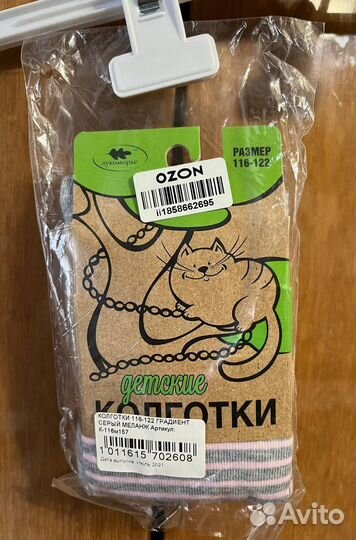 лукоморье
РАЗМЕР
116-122
OZON
ii1858662695
детские
КОЛГОТКИ
КОЛГОТКИ 116-122 ГРАДИЕНТ
СЕРЫЙ МЕЛАНЖ Артикул:
К-116м157
1 011615 702608
Дата выпуска: Июль, 2021
Avito